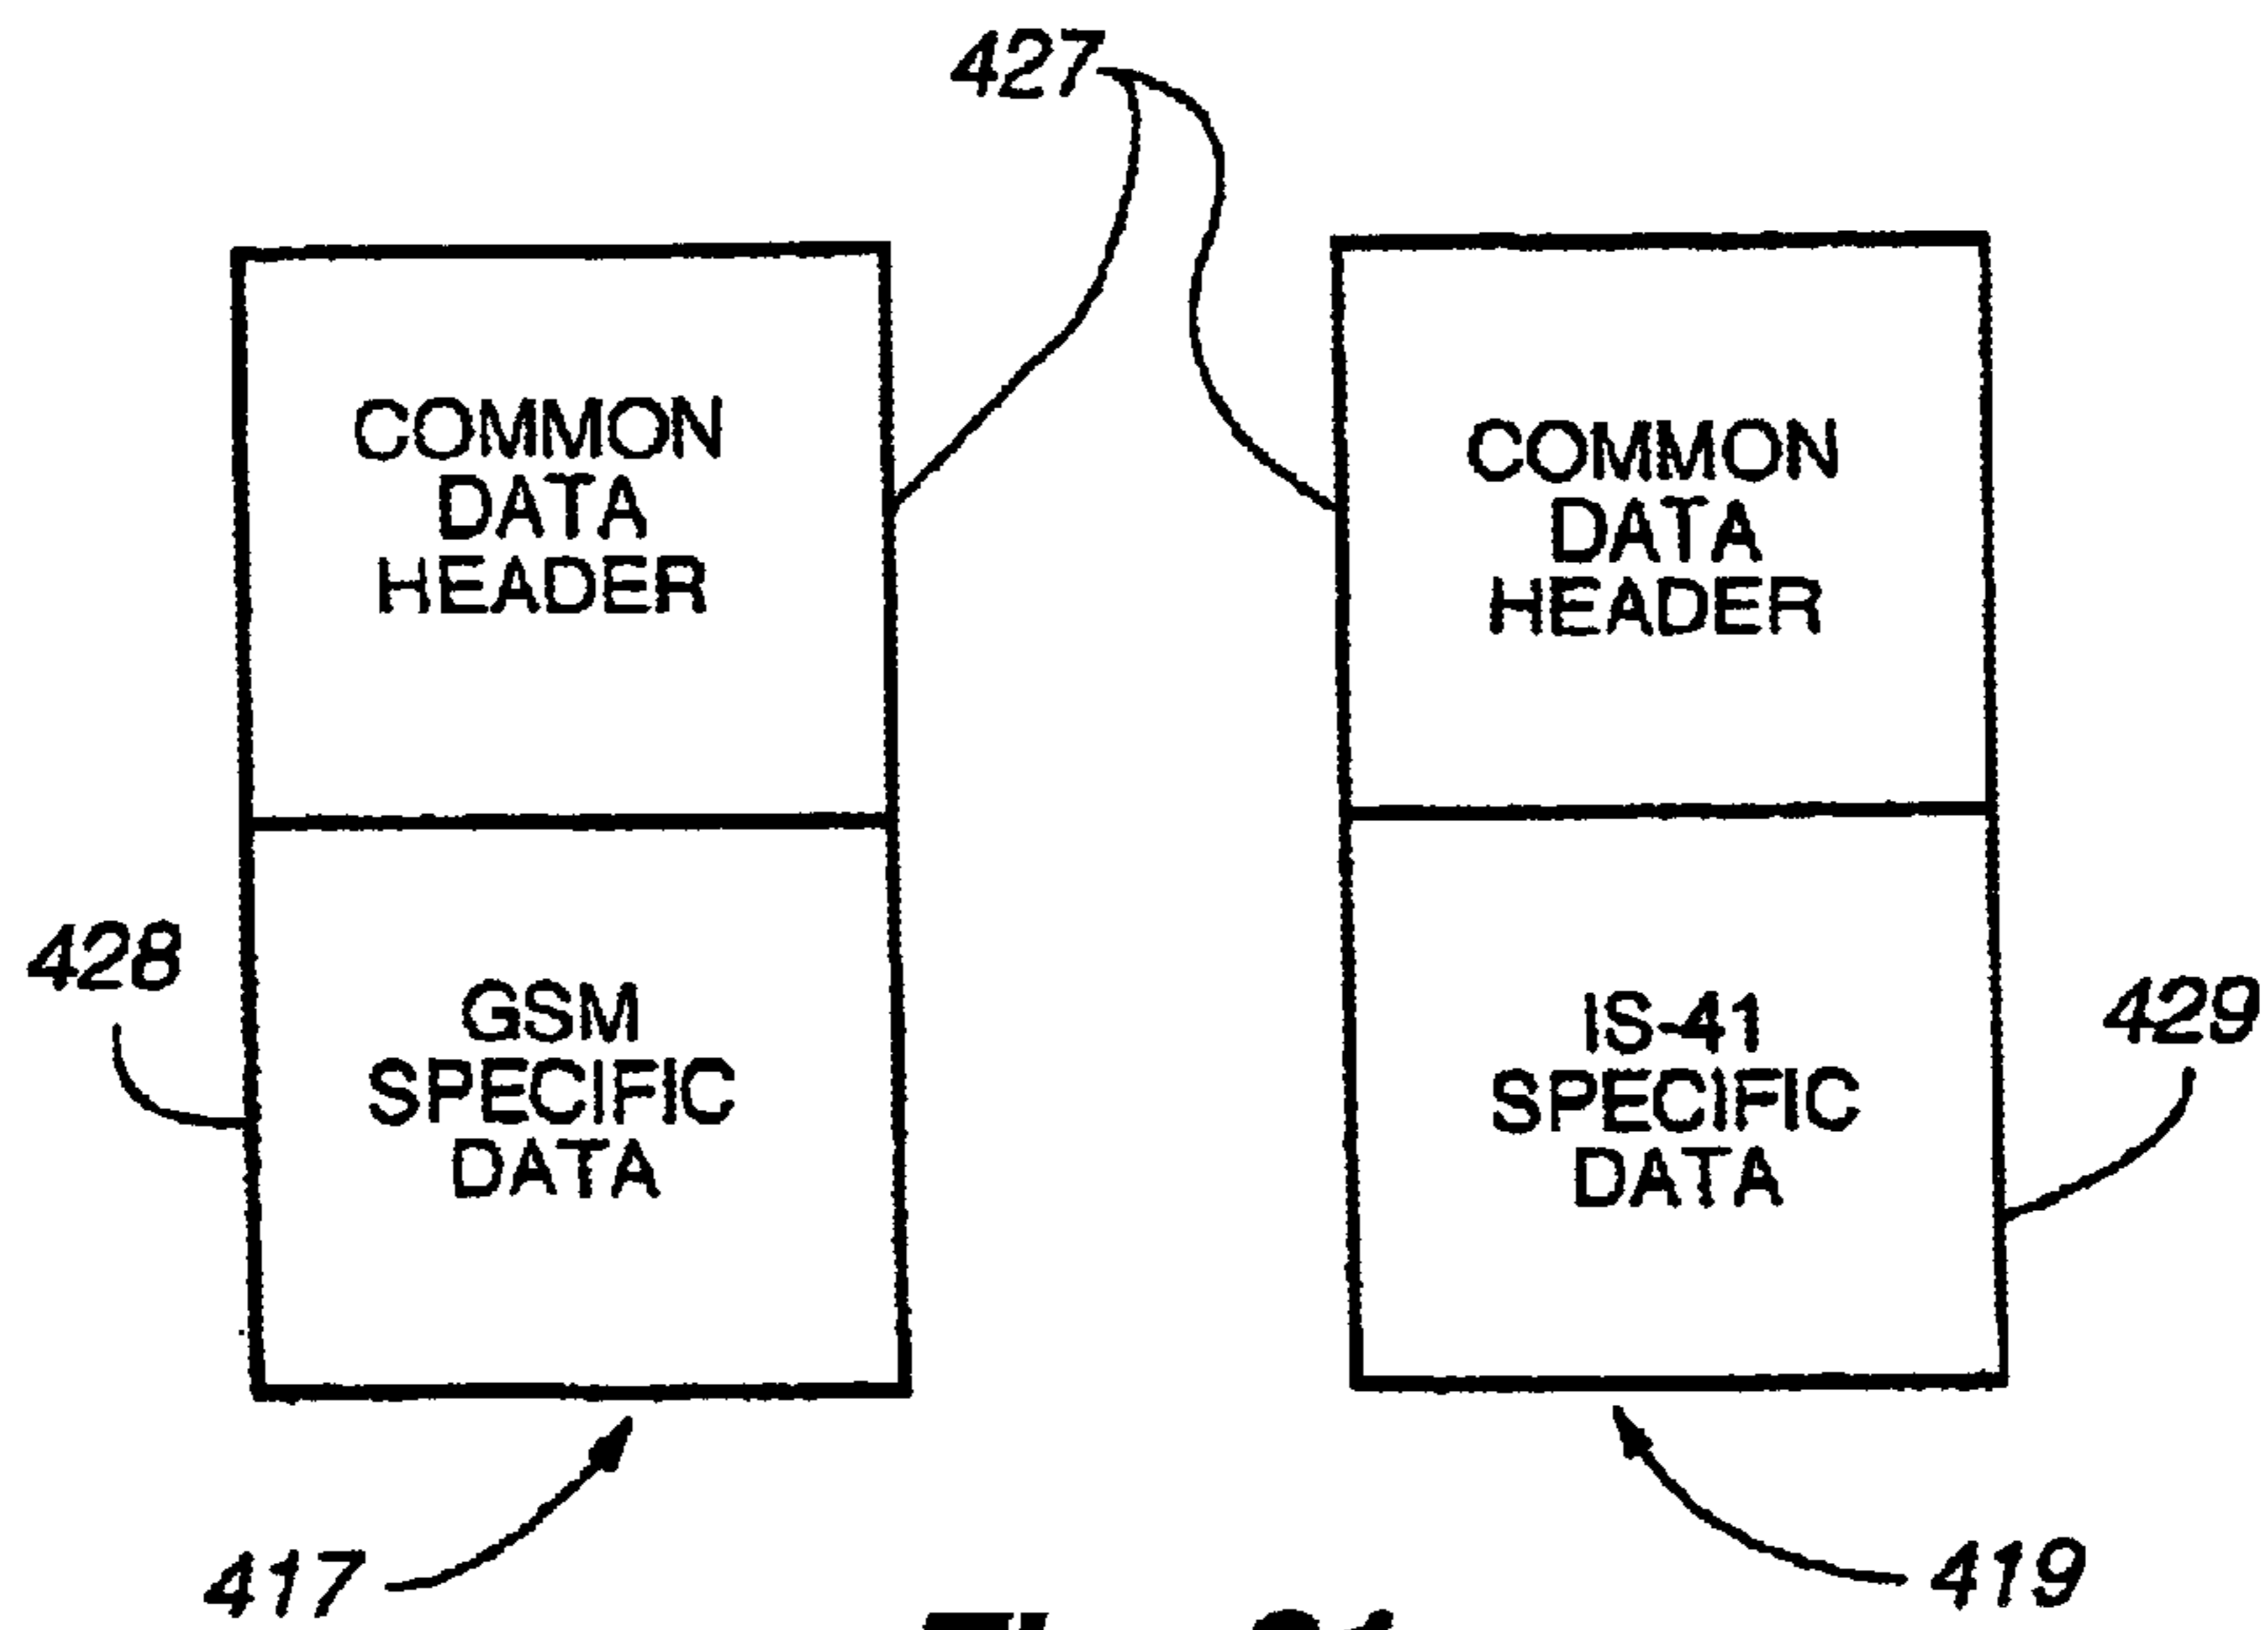 427
COMMON
DATA
HEADER
COMMON
DATA
HEADER
428
GSM
SPECIFIC
DATA
IS-41
SPECIFIC
DATA
429
417
419